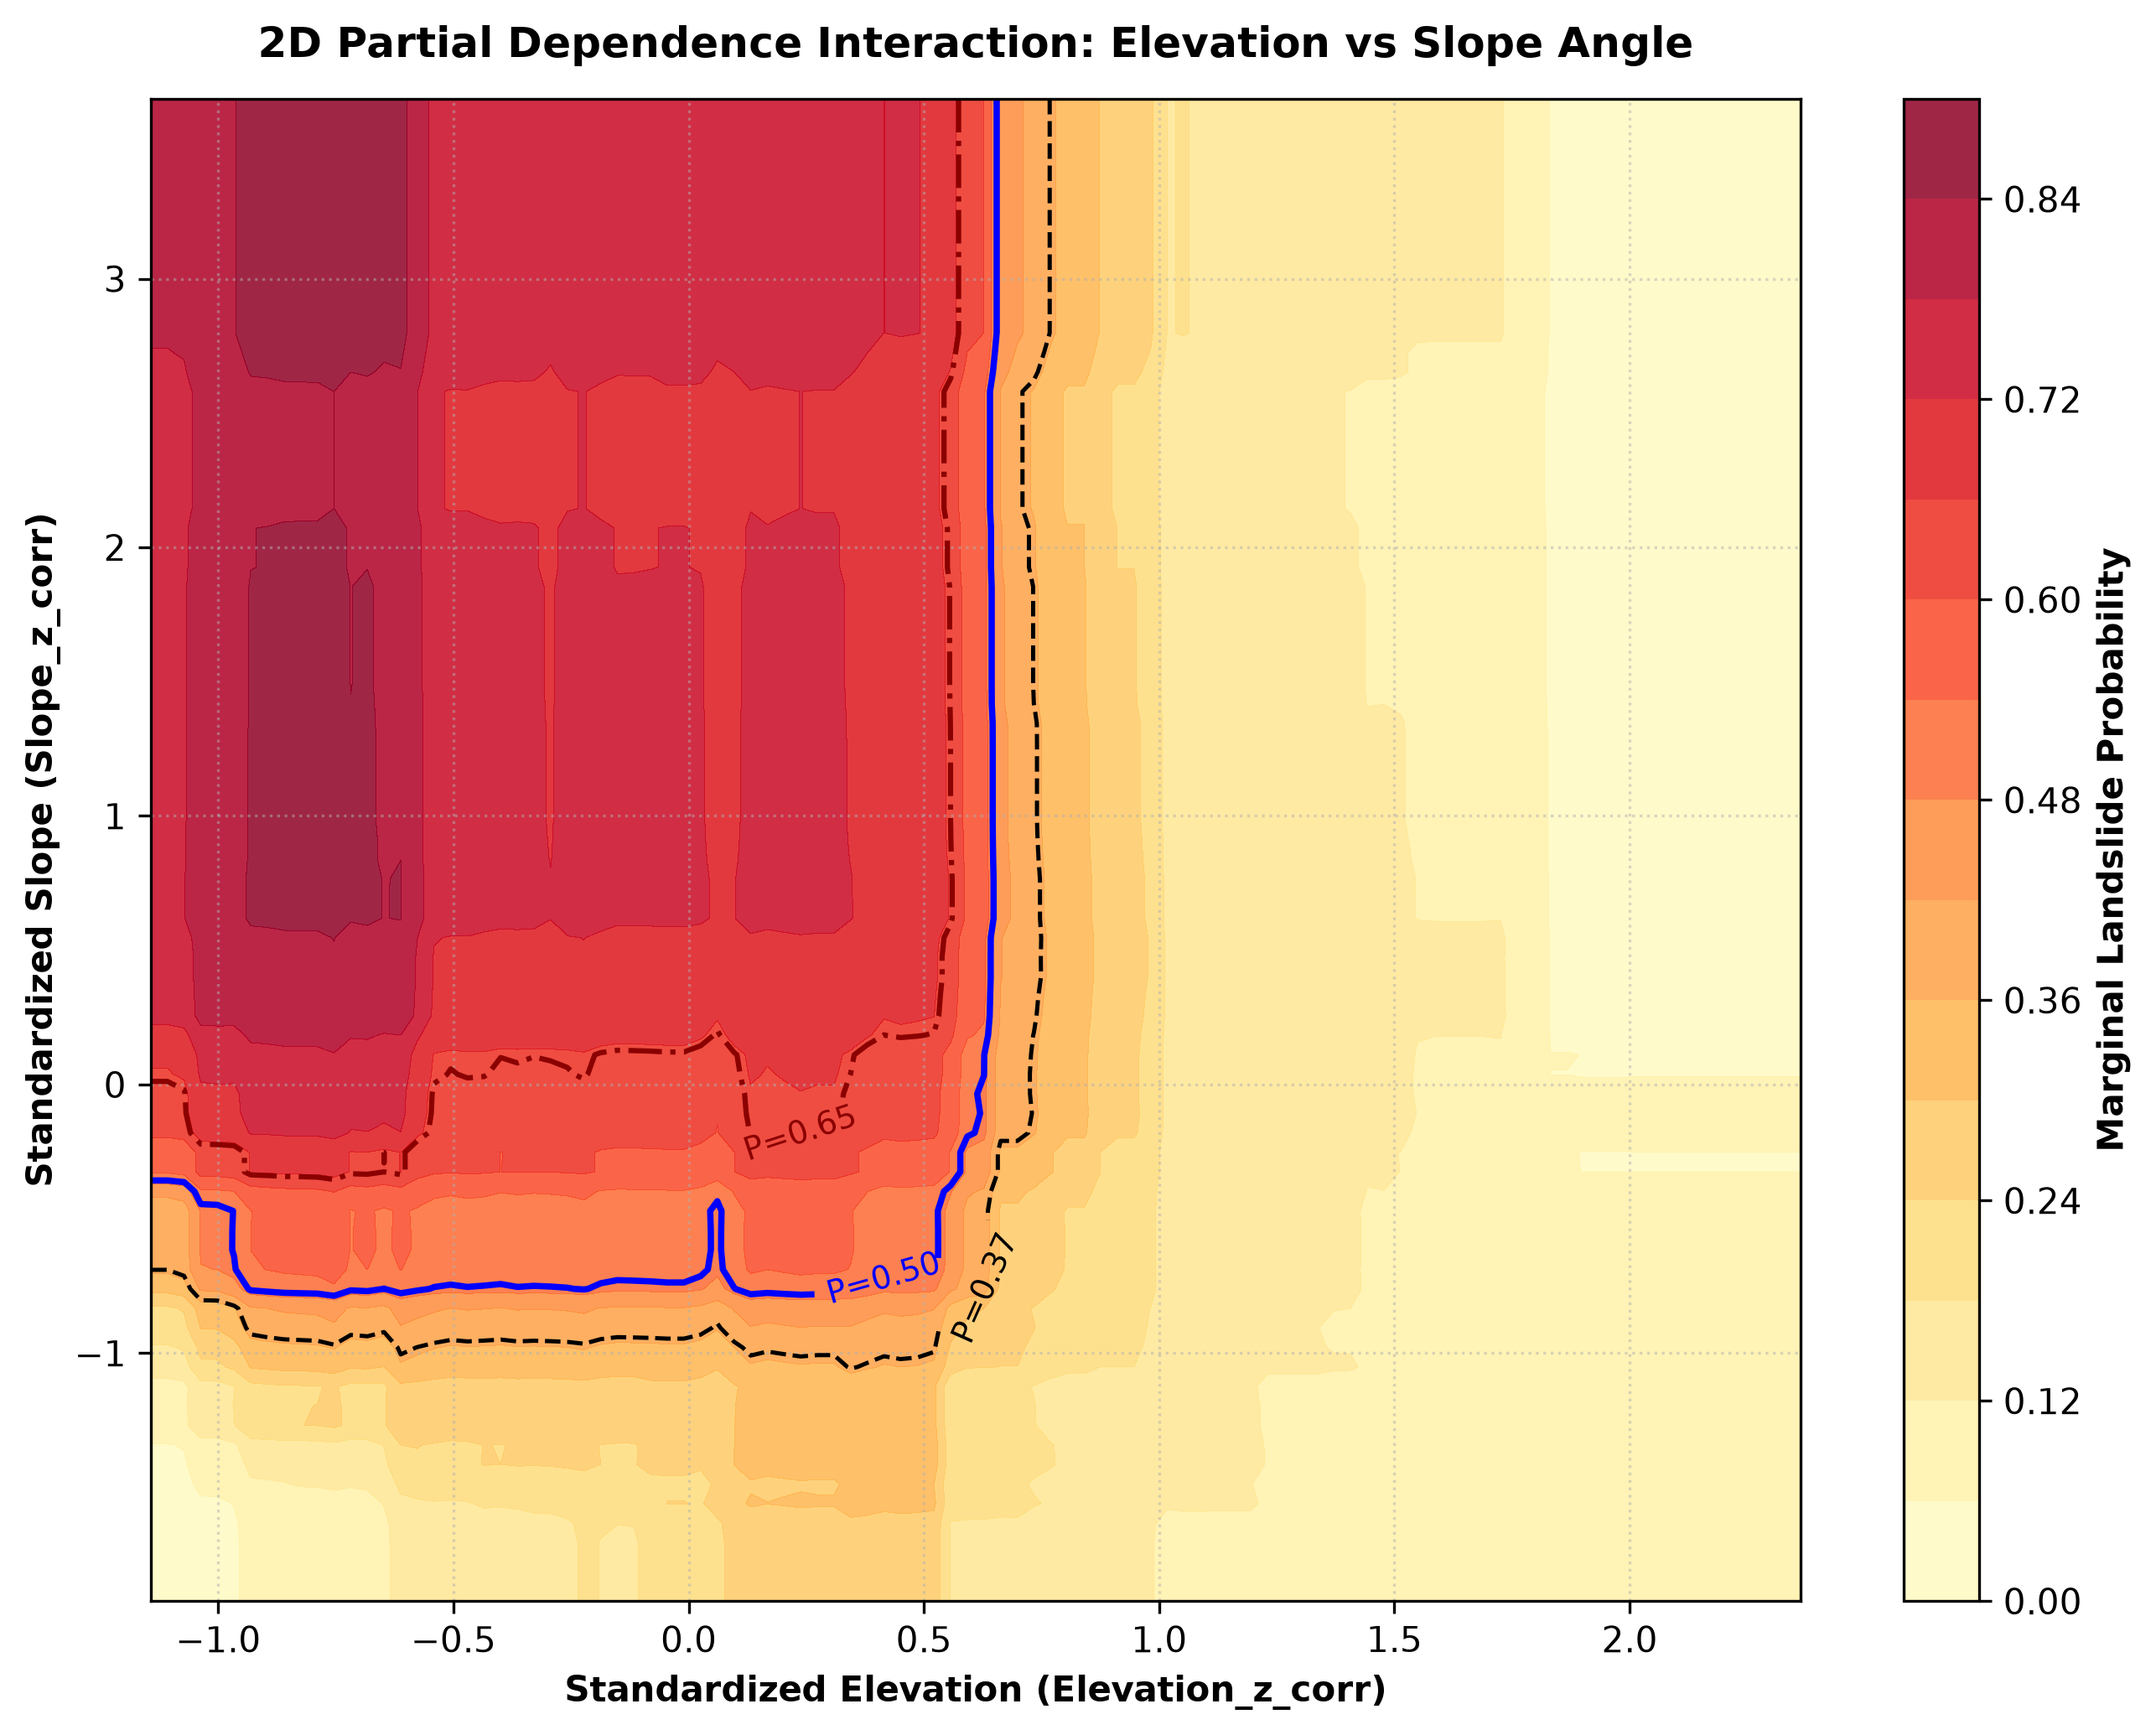 2D Partial Dependence Interaction: Elevation vs Slope Angle
Standardized Slope (Slope_z_corr)
3
2
1
0
−1
P=0.65
P=0.50
P=0.37
−1.0
−0.5
0.0
0.5
1.0
1.5
2.0
Standardized Elevation (Elevation_z_corr)
0.84
0.72
0.60
0.48
0.36
0.24
0.12
0.00
Marginal Landslide Probability